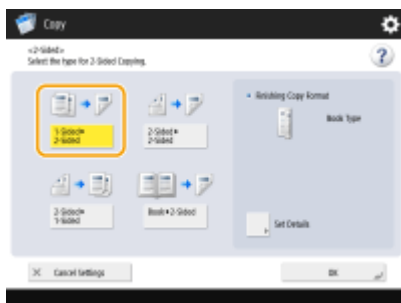 Copy
<2-Sided>
Select the type for 2-Sided Copying.
1-Sided▸
2-Sided
2-Sided▸
2-Sided
2-Sided▸
1-Sided
Book▸2-Sided
Finishing Copy Format
Book Type
Set Details
Cancel Settings
OK